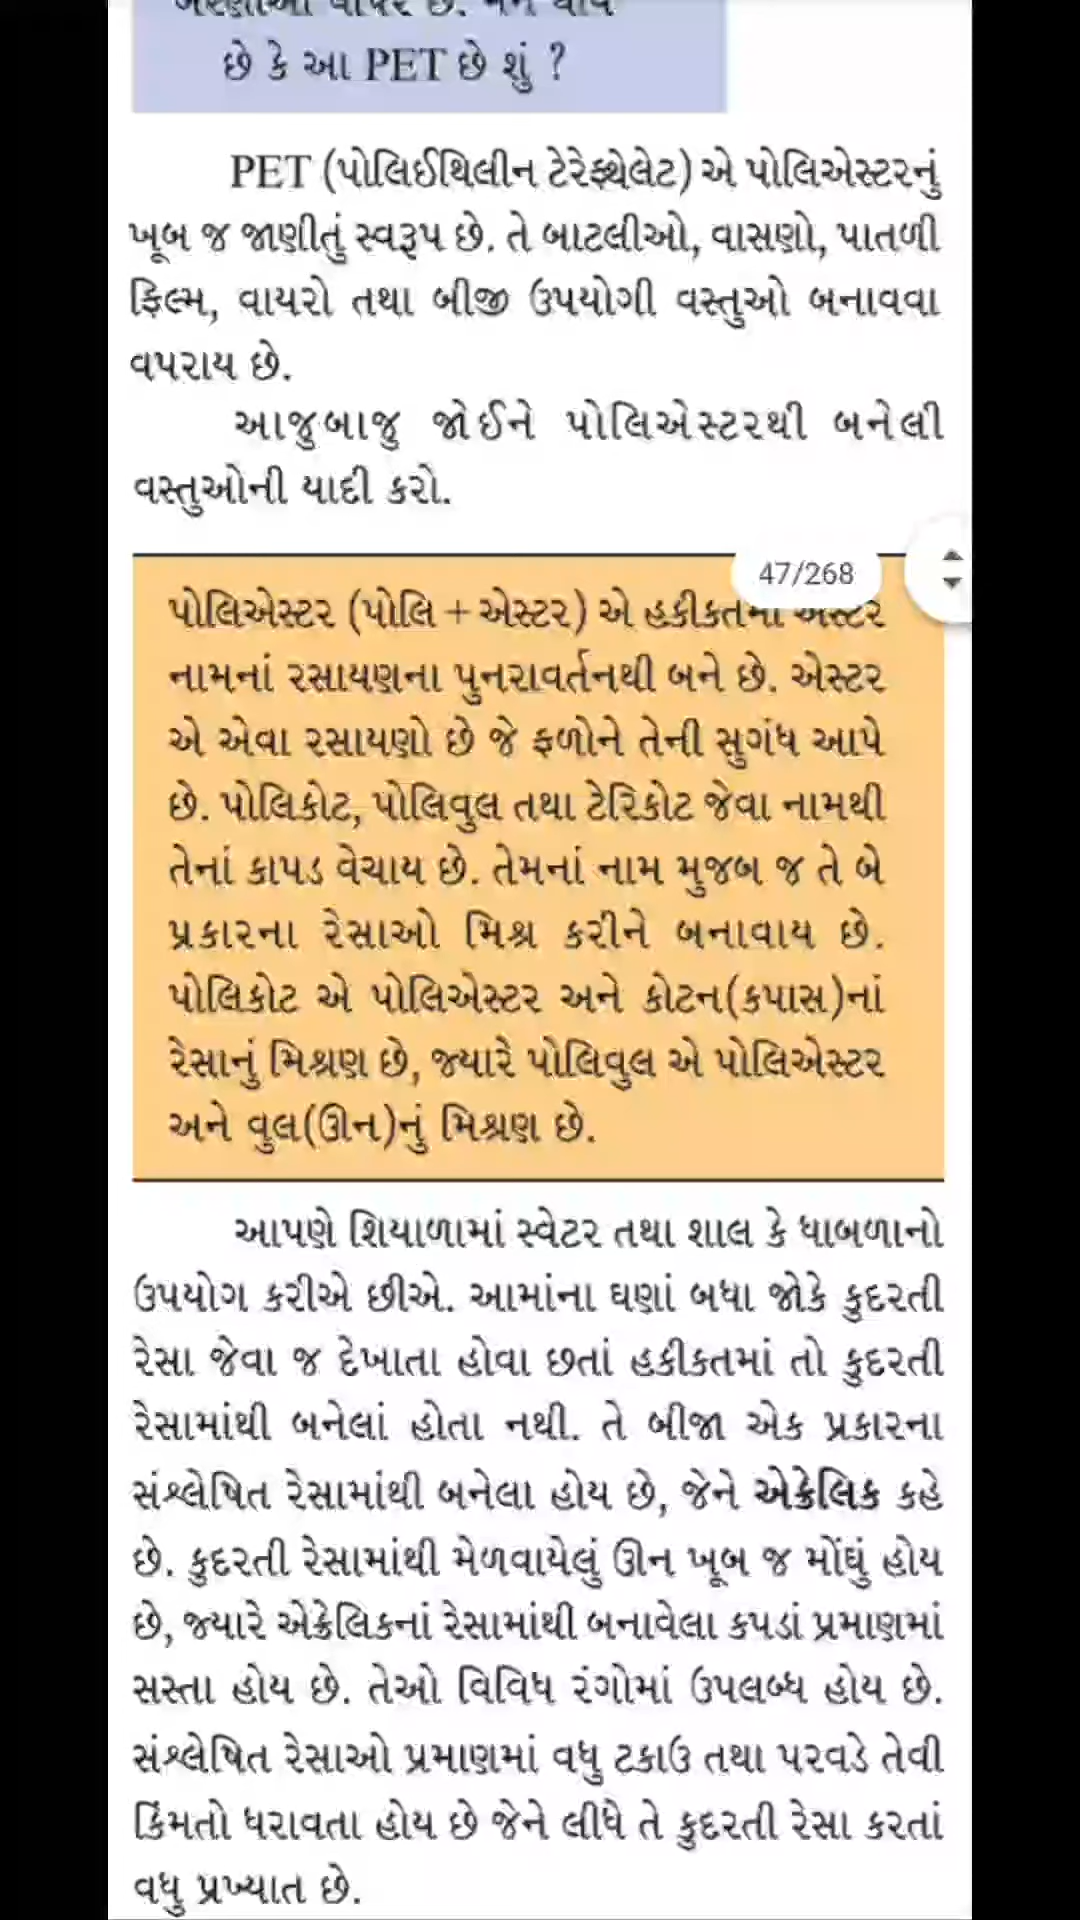 છે કે આ PET છે શું ?
PET (પોલિઈથિલીન ટેરેફ્થેલેટ) એ પોલિએસ્ટરનું
ખૂબ જ જાણીતું સ્વરૂપ છે. તે બાટલીઓ, વાસણો, પાતળી
ફિલ્મ, વાયરો તથા બીજી ઉપયોગી વસ્તુઓ બનાવવા
વપરાય છે.
આજુબાજુ જોઈને પોલિએસ્ટરથી બનેલી
વસ્તુઓની યાદી કરો.
47/268
પોલિએસ્ટર (પોલિ + એસ્ટર) એ હકીકતમાં એસ્ટર
નામનાં રસાયણના પુનરાવર્તનથી બને છે. એસ્ટર
એ એવા રસાયણો છે જે ફળોને તેની સુગંધ આપે
છે. પોલિકોટ, પોલિવુલ તથા ટેરિકોટ જેવા નામથી
તેનાં કાપડ વેચાય છે. તેમનાં નામ મુજબ જ તે બે
પ્રકારના રેસાઓ મિશ્ર કરીને બનાવાય છે.
પોલિકોટ એ પોલિએસ્ટર અને કોટન(કપાસ)નાં
રેસાનું મિશ્રણ છે, જ્યારે પોલિવુલ એ પોલિએસ્ટર
અને વુલ(ઊન)નું મિશ્રણ છે.
આપણે શિયાળામાં સ્વેટર તથા શાલ કે ધાબળાનો
ઉપયોગ કરીએ છીએ. આમાંના ઘણાં બધા જોકે કુદરતી
રેસા જેવા જ દેખાતા હોવા છતાં હકીકતમાં તો કુદરતી
રેસામાંથી બનેલાં હોતા નથી. તે બીજા એક પ્રકારના
સંશ્લેષિત રેસામાંથી બનેલા હોય છે, જેને એક્રેલિક કહે
છે. કુદરતી રેસામાંથી મેળવાયેલું ઊન ખૂબ જ મોંઘું હોય
છે, જ્યારે એક્રેલિકનાં રેસામાંથી બનાવેલા કપડાં પ્રમાણમાં
સસ્તા હોય છે. તેઓ વિવિધ રંગોમાં ઉપલબ્ધ હોય છે.
સંશ્લેષિત રેસાઓ પ્રમાણમાં વધુ ટકાઉ તથા પરવડે તેવી
કિંમતો ધરાવતા હોય છે જેને લીધે તે કુદરતી રેસા કરતાં
વધુ પ્રખ્યાત છે.